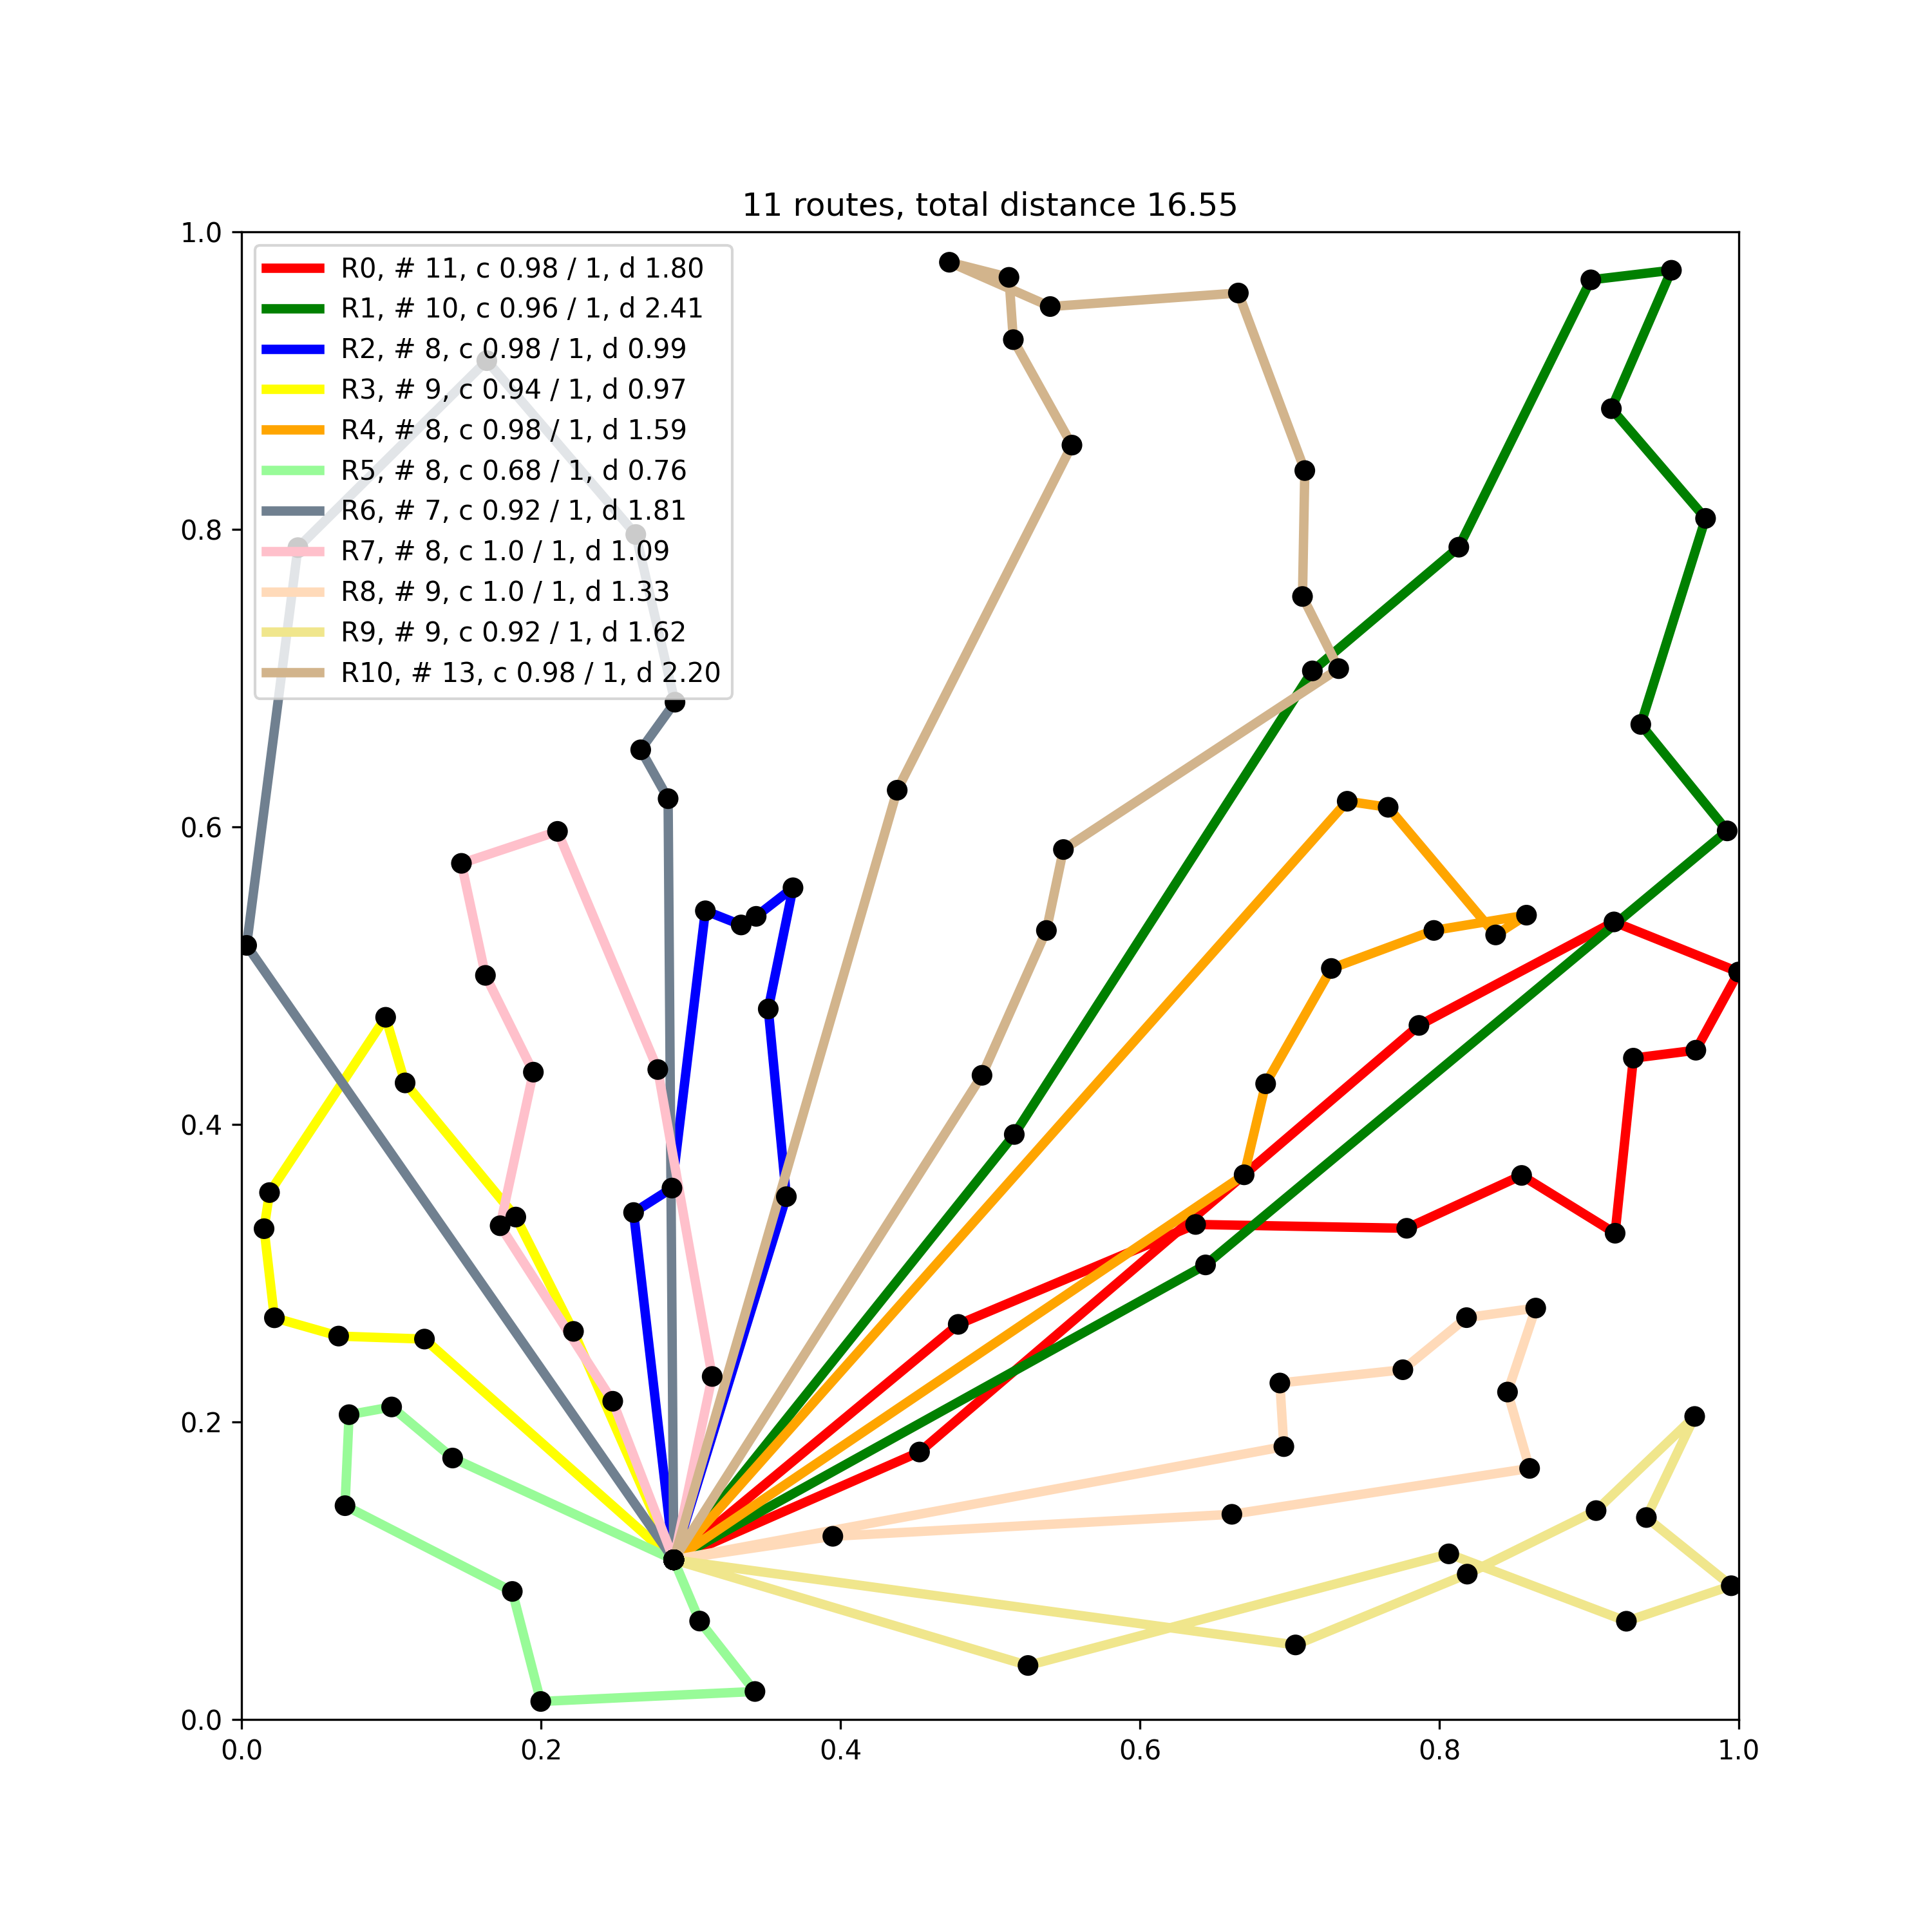 11 routes, total distance 16.55
1.0
R0, # 11, c 0.98 / 1, d 1.80
R1, # 10, c 0.96 / 1, d 2.41
R2, # 8, c 0.98 / 1, d 0.99
R3, # 9, c 0.94 / 1, d 0.97
R4, # 8, c 0.98 / 1, d 1.59
R5, # 8, c 0.68 / 1, d 0.76
R6, # 7, c 0.92 / 1, d 1.81
R7, # 8, c 1.0 / 1, d 1.09
R8, # 9, c 1.0 / 1, d 1.33
R9, # 9, c 0.92 / 1, d 1.62
R10, # 13, c 0.98 / 1, d 2.20
0.8
0.6
0.4
0.2
0.0
0.0 0.2 0.4 0.6 0.8 1.0